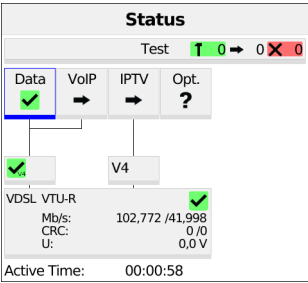 Status
Test 0 0 0
Data VoIP IPTV Opt.
?
V4 V4
VDSL VTU-R
Mb/s: 102,772 /41,998
CRC: 0 /0
U: 0,0 V
Active Time: 00:00:58